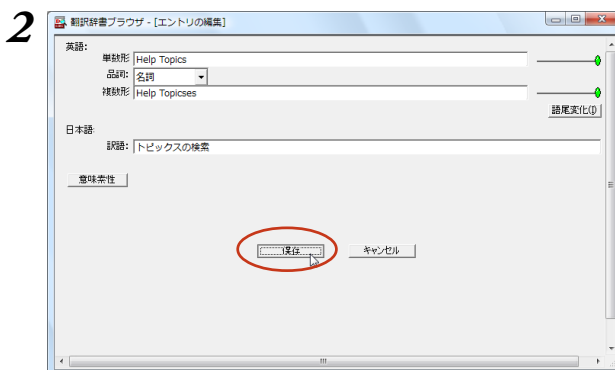 2
翻訳辞書ブラウザ - [エントリの編集]
英語:
単数形 Help Topics
品詞: 名詞
複数形 Help Topicses
語尾変化(I)
日本語:
訳語: トピックスの検索
意味素性
保存 キャンセル